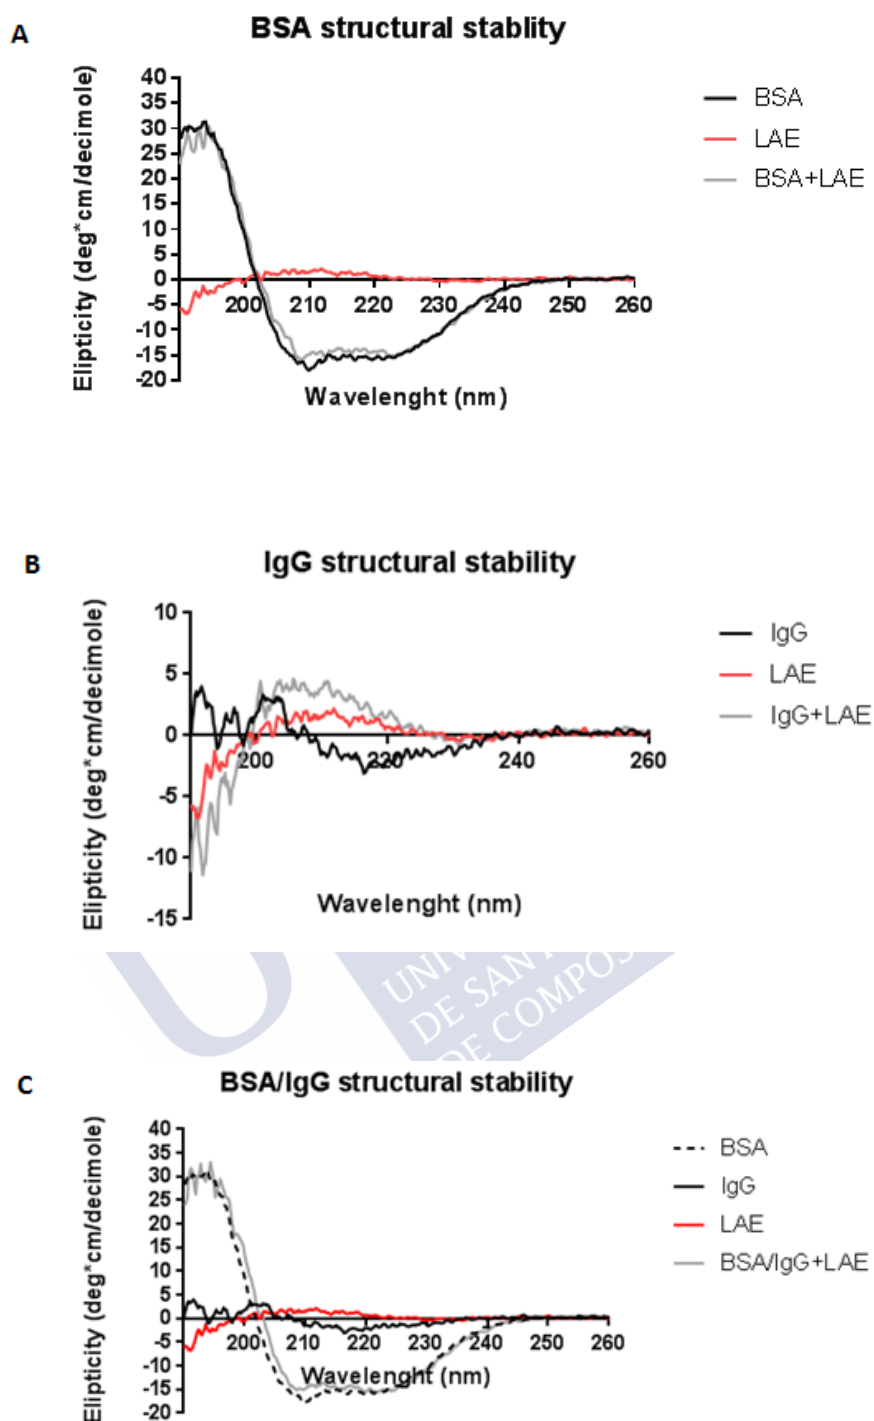 A
BSA structural stablity
Elipticity (deg*cm/decimole)
40
35
30
25
20
15
10
5
0
-5
-10
-15
-20
200 210 220 230 240 250 260
Wavelenght (nm)
BSA
LAE
BSA+LAE
B
IgG structural stability
Elipticity (deg*cm/decimole)
10
5
0
-5
-10
-15
200 220 240 260
Wavelenght (nm)
IgG
LAE
IgG+LAE
DE SANT
DE COMPOS
C
BSA/IgG structural stability
Elipticity (deg*cm/decimole)
40
35
30
25
20
15
10
5
0
-5
-10
-15
-20
200 210 220 230 240 250 260
Wavelenght (nm)
BSA
IgG
LAE
BSA/IgG+LAE